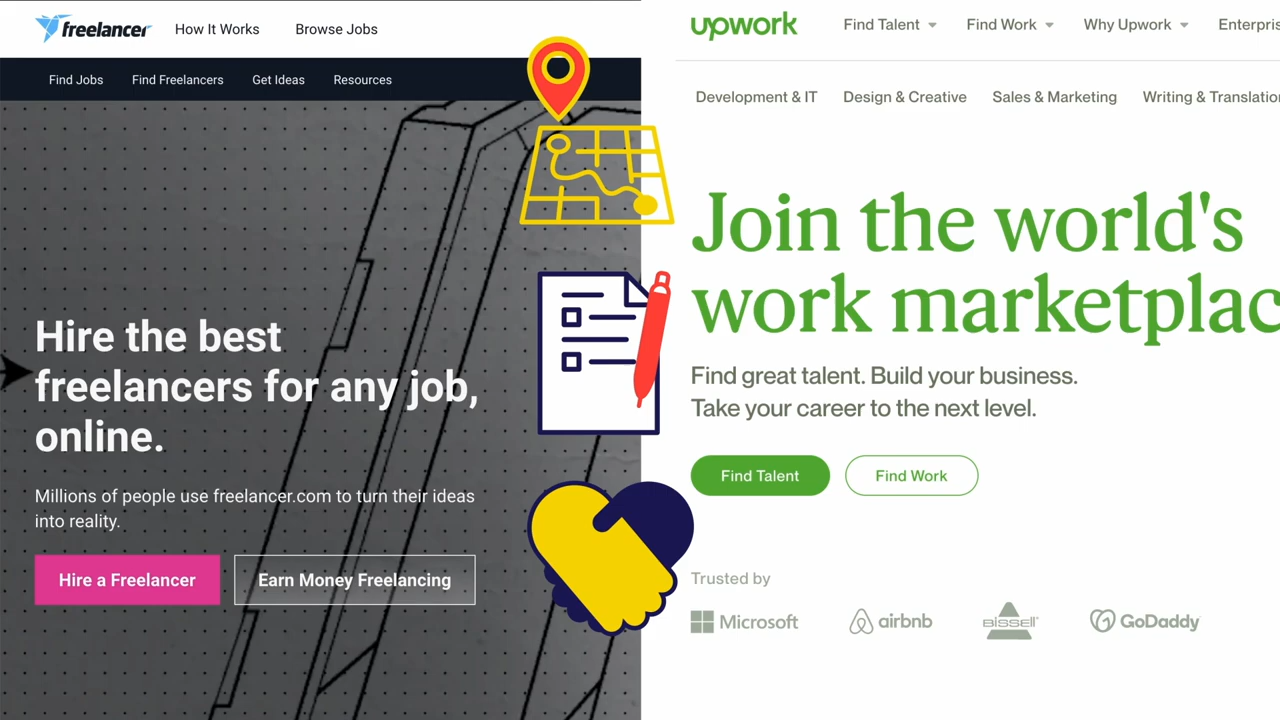 freelancer
How It Works
Browse Jobs
Find Jobs
Find Freelancers
Get Ideas
Resources
Hire the best
freelancers for any job,
online.
Millions of people use freelancer.com to turn their ideas
into reality.
Hire a Freelancer
Earn Money Freelancing
upwork
Find Talent
Find Work
Why Upwork
Enterpris
Development & IT
Design & Creative
Sales & Marketing
Writing & Translation
Join the world's
work marketplac
Find great talent. Build your business.
Take your career to the next level.
Find Talent
Find Work
Trusted by
Microsoft
airbnb
BISSELL
GoDaddy